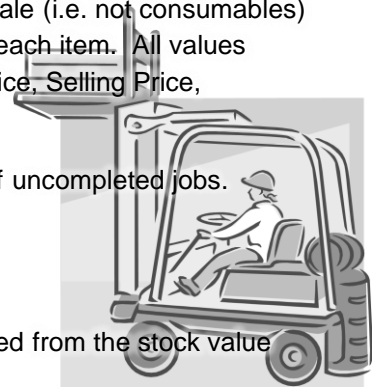 ale (i.e. not consumables)
each item.  All values
ice, Selling Price,
f uncompleted jobs.
ed from the stock value